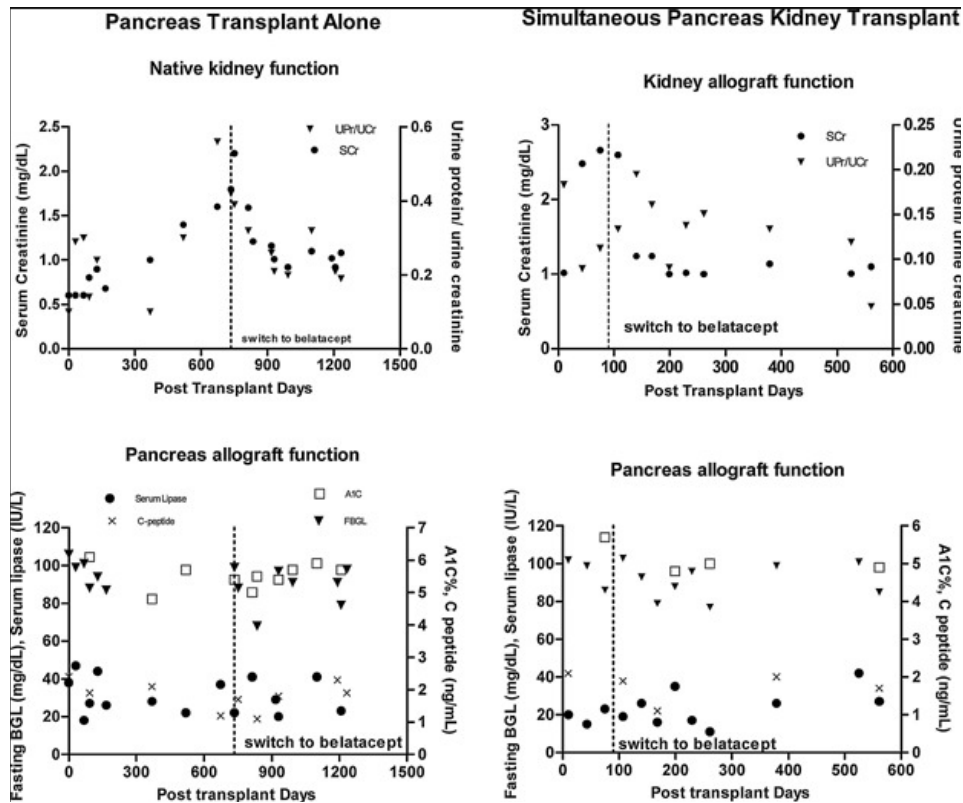 Pancreas Transplant Alone
Native kidney function
UPr/UCr
SCr
Serum Creatinine (mg/dL)
2.5
2.0
1.5
1.0
0.5
0.0
0.6
0.4
0.2
0.0
Urine protein/ urine creatinine
switch to belatacept
0 300 600 900 1200 1500
Post Transplant Days
Simultaneous Pancreas Kidney Transplant
Kidney allograft function
SCr
UPr/UCr
Serum Creatinine (mg/dL)
3
2
1
0
0.25
0.20
0.15
0.10
0.05
0.00
Urine protein/ urine creatinine
switch to belatacept
0 100 200 300 400 500 600
Post Transplant Days
Pancreas allograft function
Serum Lipase
C-peptide
A1C
FBGL
Fasting BGL (mg/dL), Serum lipase (IU/L)
120
100
80
60
40
20
0
7
6
5
4
3
2
1
0
A1C%, C peptide (ng/mL)
switch to belatacept
0 300 600 900 1200 1500
Post transplant Days
Pancreas allograft function
Fasting BGL (mg/dL), Serum lipase (IU/L)
120
100
80
60
40
20
0
6
5
4
3
2
1
0
A1C%, C peptide (ng/mL)
switch to belatacept
0 100 200 300 400 500 600
Post transplant Days